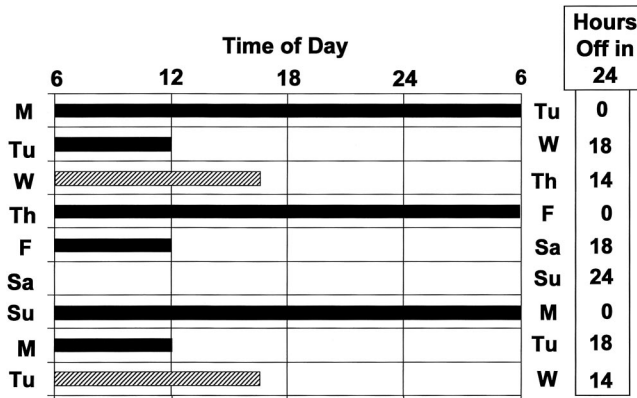 Hours
Off in
24
Time of Day
6 12 18 24 6
M Tu 0
Tu W 18
W Th 14
Th F 0
F Sa 18
Sa Su 24
Su M 0
M Tu 18
Tu W 14